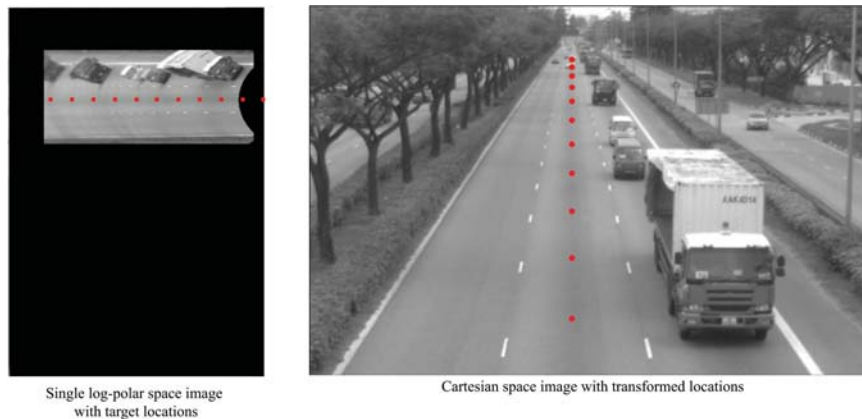 Single log-polar space image
with target locations
Cartesian space image with transformed locations